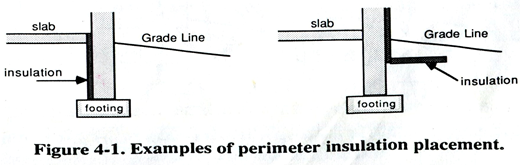 slab
Grade Line
insulation
footing
slab
Grade Line
insulation
footing
Figure 4-1. Examples of perimeter insulation placement.